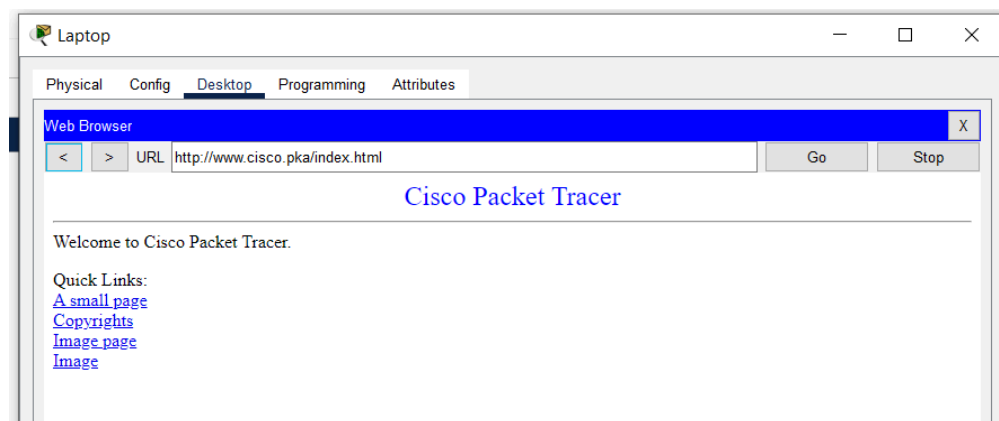 Laptop
Physical Config Desktop Programming Attributes
Web Browser X
< > URL http://www.cisco.pka/index.html Go Stop
Cisco Packet Tracer
Welcome to Cisco Packet Tracer.
Quick Links:
A small page
Copyrights
Image page
Image